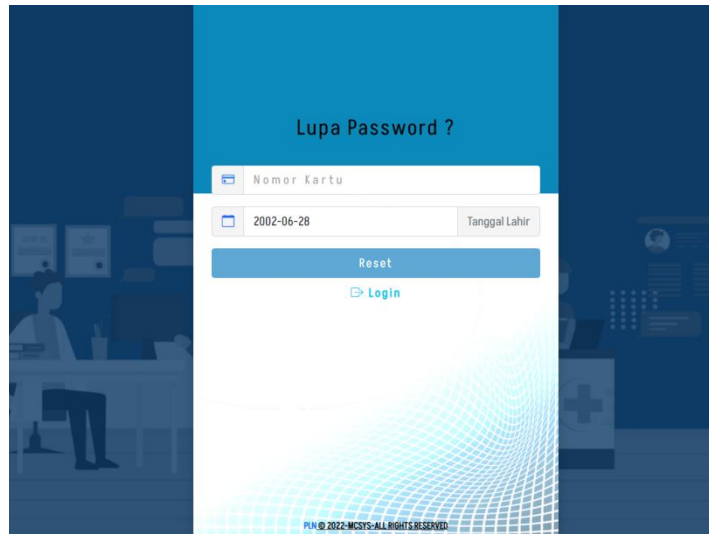 Lupa Password ?
Nomor Kartu
2002-06-28 Tanggal Lahir
Reset
Login
PLN © 2022-MCSYS-ALL RIGHTS RESERVED